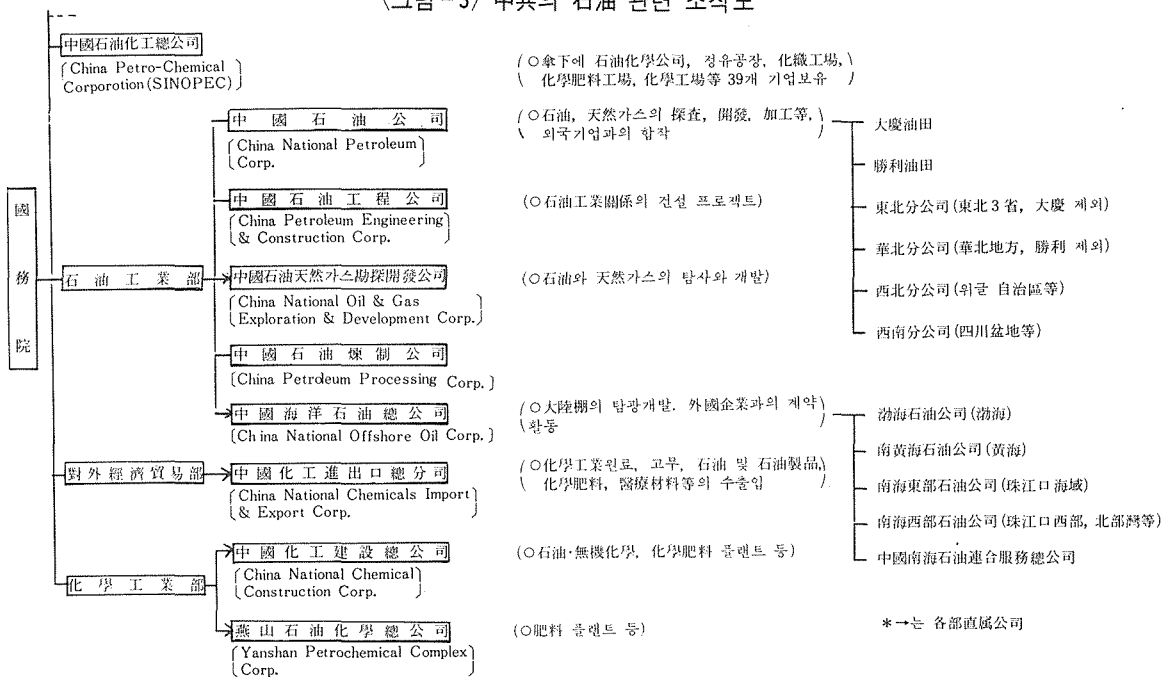 〈그림-3〉 中共의 石油 관련 조직도
中國石油化工總公司
(China Petro-Chemical
Corporotion(SINOPEC))
(○傘下에 石油化學公司, 정유공장, 化織工場,
化學肥料工場, 化學工場等 39개 기업보유)
中國石油公司
(China National Petroleum
Corp.)
(○石油, 天然가스의 探査, 開發, 加工等,
외국기업과의 합작)
大慶油田
勝利油田
東北分公司(東北3省, 大慶 제외)
華北分公司(華北地方, 勝利 제외)
西北分公司(위글 自治區等)
西南分公司(四川盆地等)
中國石油工程公司
(China Petroleum Engineering
& Construction Corp.)
(○石油工業關係의 건설 프로젝트)
國務院
石油工業部
中國石油天然가스勘探開發公司
(China National Oil & Gas
Exploration & Development Corp.)
(○石油와 天然가스의 탐사와 개발)
中國石油煉制公司
(China Petroleum Processing Corp.)
中國海洋石油總公司
(China National Offshore Oil Corp.)
(○大陸棚의 탐광개발. 外國企業과의 계약
활동)
渤海石油公司(渤海)
南黃海石油公司(黃海)
南海東部石油公司(珠江口海域)
南海西部石油公司(珠江口西部, 北部灣等)
中國南海石油連合服務總公司
對外經濟貿易部
中國化工進出口總分司
(China National Chemicals Import
& Export Corp.)
(○化學工業원료, 고무, 石油 및 石油製品,
化學肥料, 醫療材料等의 수출입)
化學工業部
中國化工建設總公司
(China National Chemical
Construction Corp.)
(○石油·無機化學, 化學肥料 플랜트 등)
燕山石油化學總公司
(Yanshan Petrochemical Complex
Corp.)
(○肥料 플랜트 등)
*→는 各部直属公司